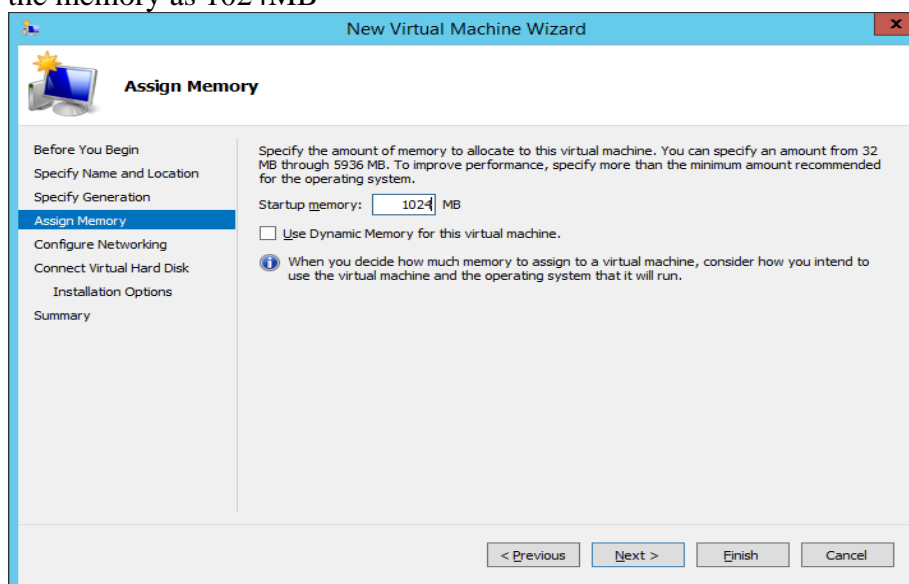 the memory as 1024MB
New Virtual Machine Wizard
x
Assign Memory
Before You Begin
Specify Name and Location
Specify Generation
Assign Memory
Configure Networking
Connect Virtual Hard Disk
Installation Options
Summary
Specify the amount of memory to allocate to this virtual machine. You can specify an amount from 32
MB through 5936 MB. To improve performance, specify more than the minimum amount recommended
for the operating system.
Startup memory: 1024 MB
Use Dynamic Memory for this virtual machine.
When you decide how much memory to assign to a virtual machine, consider how you intend to
use the virtual machine and the operating system that it will run.
< Previous Next > Finish Cancel